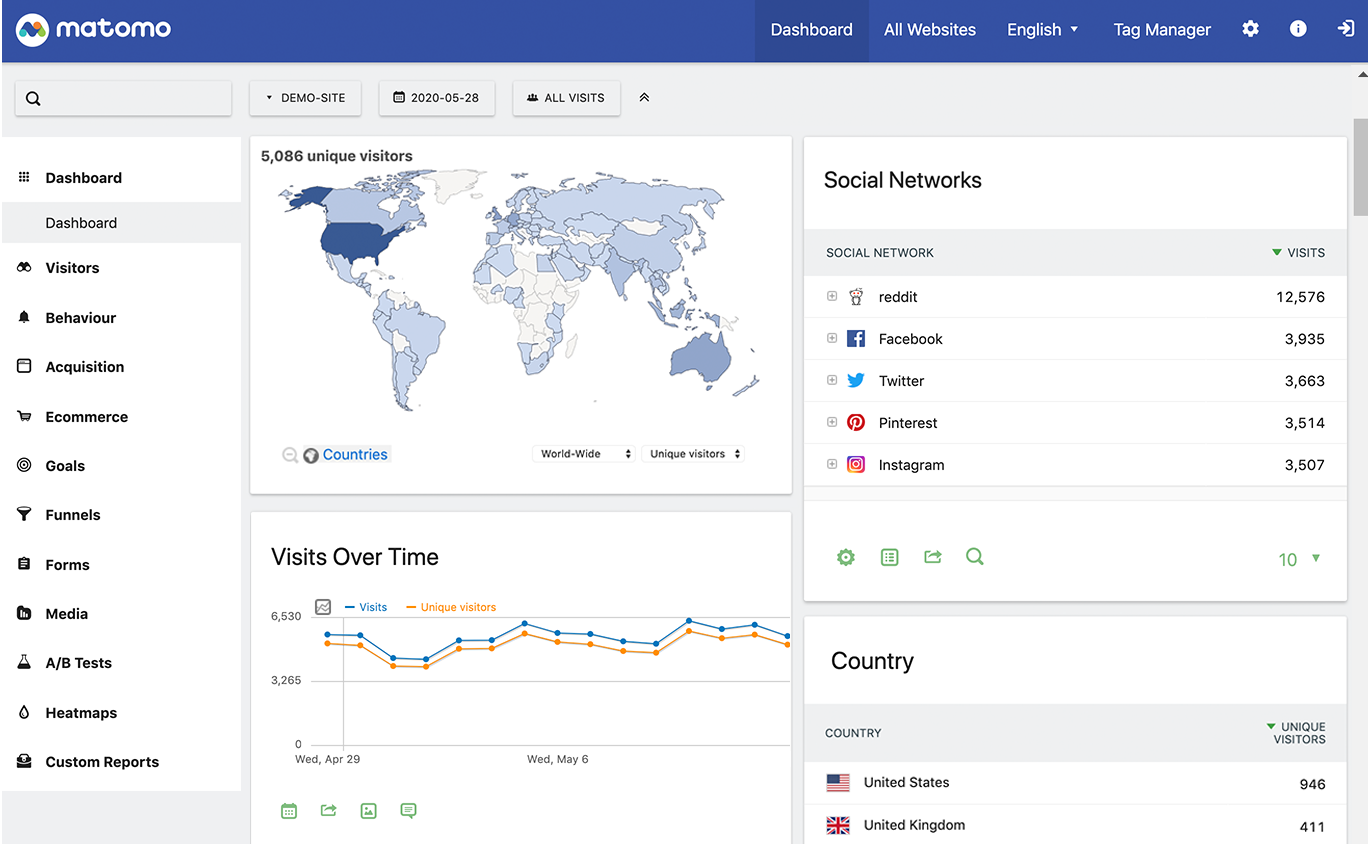 matomo
Dashboard
All Websites
English
Tag Manager
DEMO-SITE
2020-05-28
ALL VISITS
Dashboard
Dashboard
Visitors
Behaviour
Acquisition
Ecommerce
Goals
Funnels
Forms
Media
A/B Tests
Heatmaps
Custom Reports
5,086 unique visitors
Countries
World-Wide
Unique visitors
Visits Over Time
Visits
Unique visitors
6,530
3,265
0
Wed, Apr 29
Wed, May 6
Social Networks
SOCIAL NETWORK
VISITS
reddit 12,576
Facebook 3,935
Twitter 3,663
Pinterest 3,514
Instagram 3,507
10
Country
COUNTRY
UNIQUE
VISITORS
United States 946
United Kingdom 411